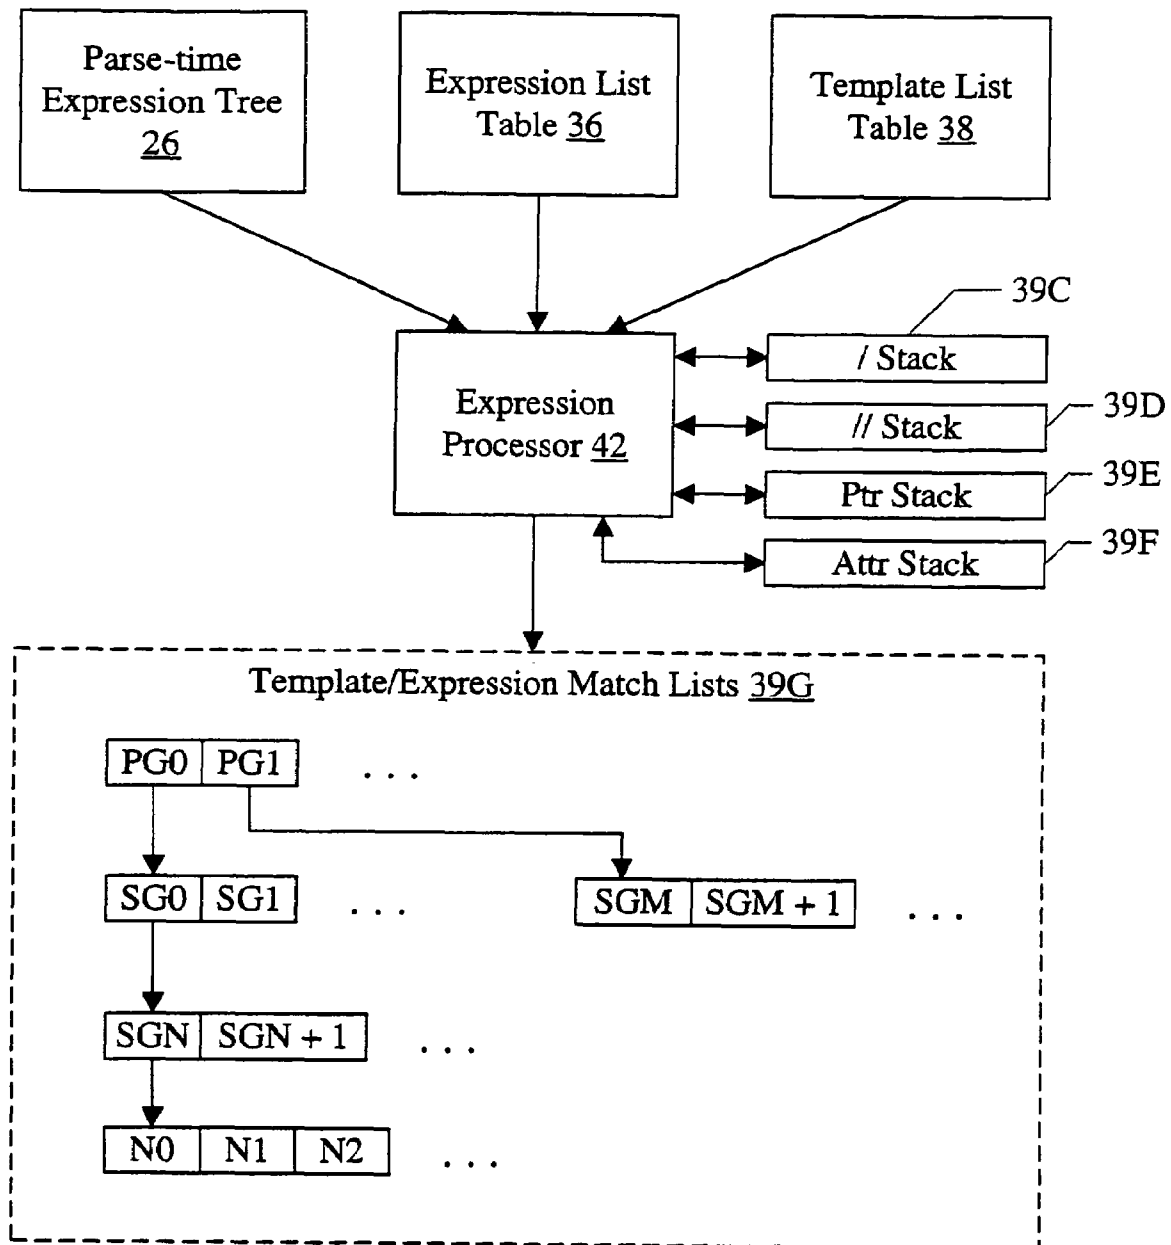 Parse-time
Expression Tree
26
Expression List
Table 36
Template List
Table 38
39C
Expression
Processor 42
/ Stack
// Stack
39D
Ptr Stack
39E
Attr Stack
39F
Template/Expression Match Lists 39G
PG0 PG1 . . .
SG0 SG1 . . .
SGM SGM + 1 . . .
SGN SGN + 1 . . .
N0 N1 N2 . . .